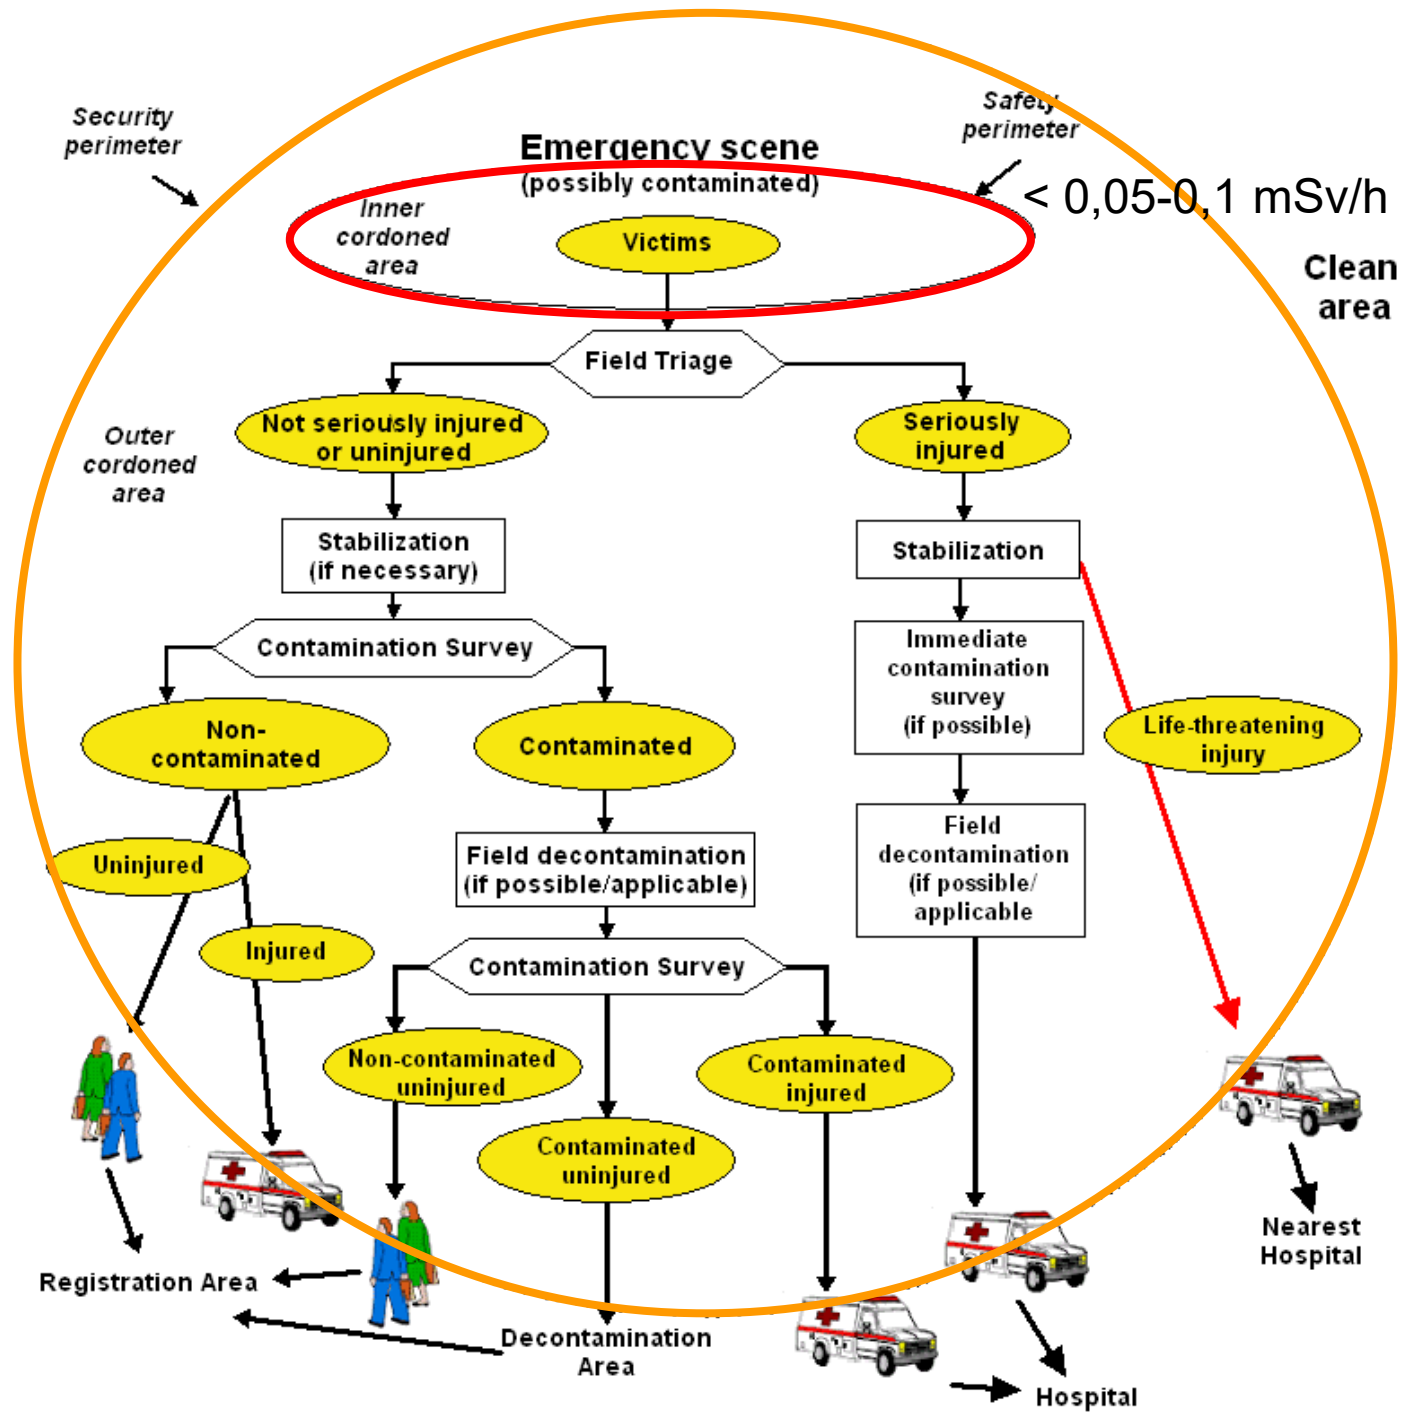 Security
perimeter
Safety
perimeter
Emergency scene
(possibly contaminated)
< 0,05-0,1 mSv/h
Inner
cordoned
area
Victims
Clean
area
Field Triage
Not seriously injured
or uninjured
Seriously
injured
Outer
cordoned
area
Stabilization
(if necessary)
Stabilization
Contamination Survey
Immediate
contamination
survey
(if possible)
Non-
contaminated
Contaminated
Life-threatening
injury
Field decontamination
(if possible/applicable)
Field
decontamination
(if possible/
applicable
Uninjured
Injured
Contamination Survey
Non-contaminated
uninjured
Contaminated
injured
Contaminated
uninjured
Registration Area
Decontamination
Area
Nearest
Hospital
Hospital